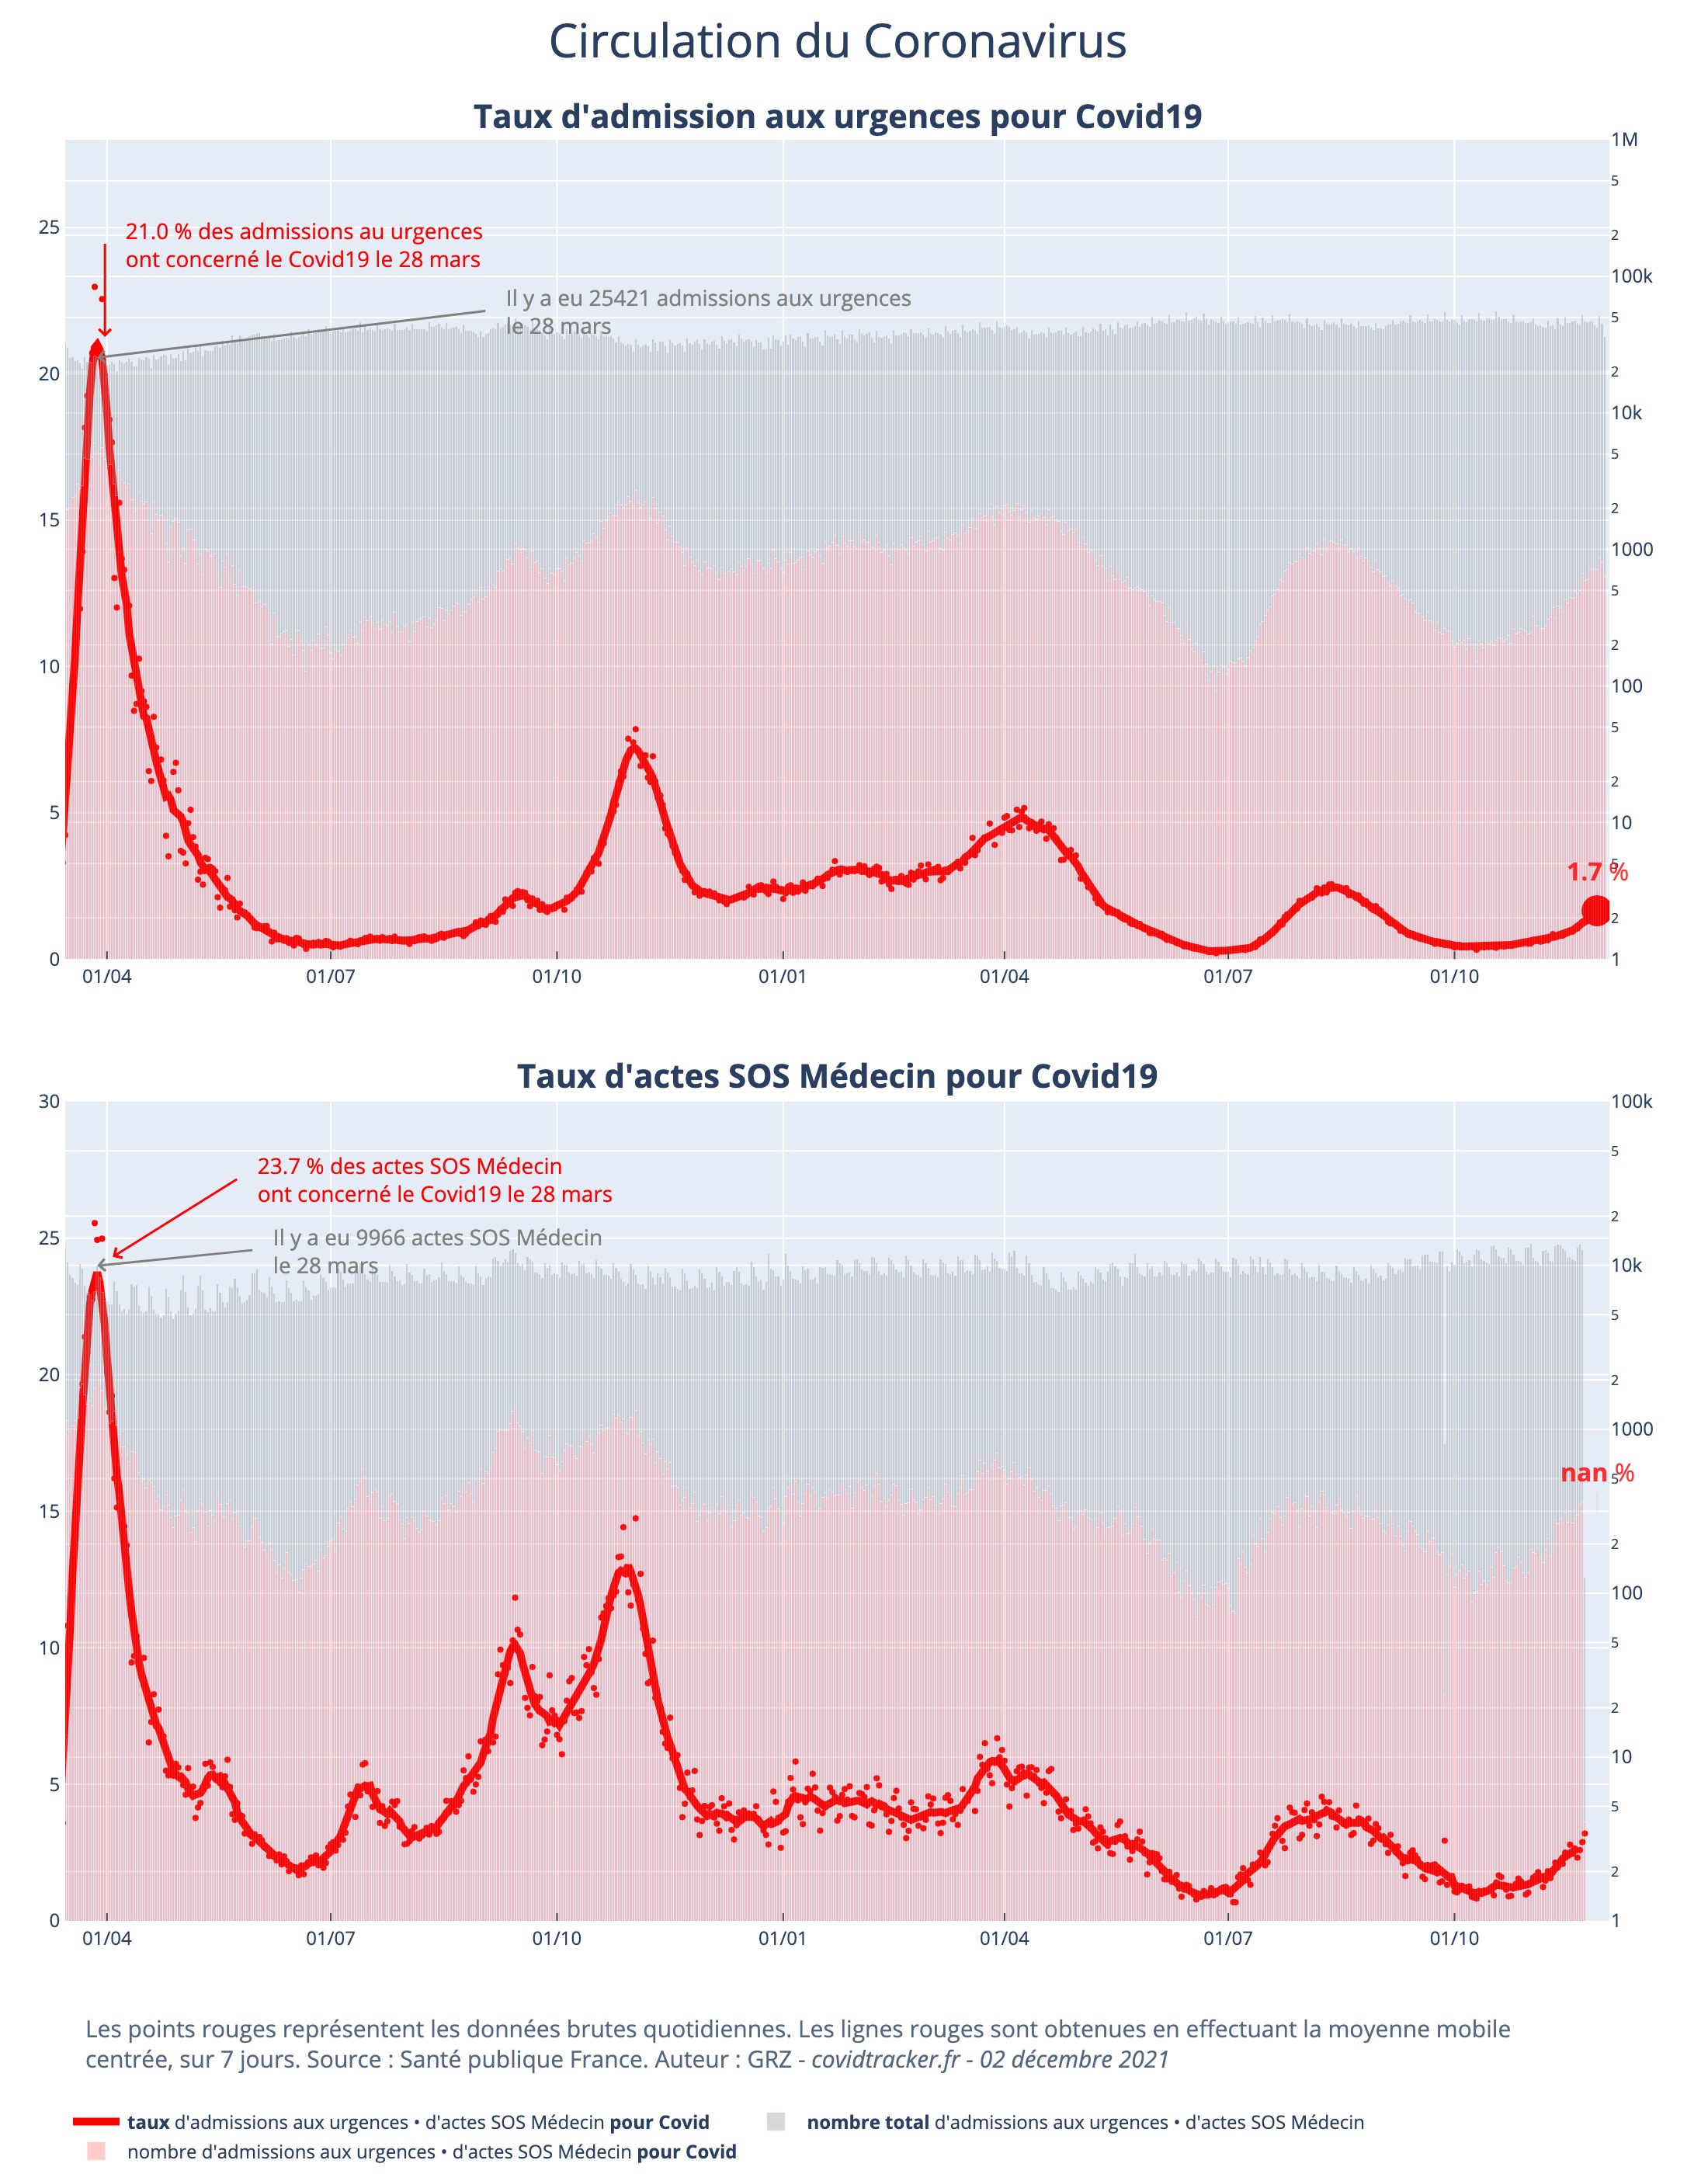 Circulation du Coronavirus
Taux d'admission aux urgences pour Covid19
1M
5
25
21.0 % des admissions au urgences
ont concerné le Covid19 le 28 mars
2
100k
Il y a eu 25421 admissions aux urgences
le 28 mars
5
20
2
10k
5
15
2
1000
5
10
2
100
5
2
5
10
5
1.7 %
2
0
1
01/04
01/07
01/10
01/01
01/04
01/07
01/10
Taux d'actes SOS Médecin pour Covid19
30
100k
5
23.7 % des actes SOS Médecin
ont concerné le Covid19 le 28 mars
2
25
Il y a eu 9966 actes SOS Médecin
le 28 mars
10k
5
20
2
1000
nan %
5
15
2
100
10
5
2
10
5
5
2
0
1
01/04
01/07
01/10
01/01
01/04
01/07
01/10
Les points rouges représentent les données brutes quotidiennes. Les lignes rouges sont obtenues en effectuant la moyenne mobile
centrée, sur 7 jours. Source : Santé publique France. Auteur : GRZ - covidtracker.fr - 02 décembre 2021
taux d'admissions aux urgences • d'actes SOS Médecin pour Covid
nombre total d'admissions aux urgences • d'actes SOS Médecin
nombre d'admissions aux urgences • d'actes SOS Médecin pour Covid